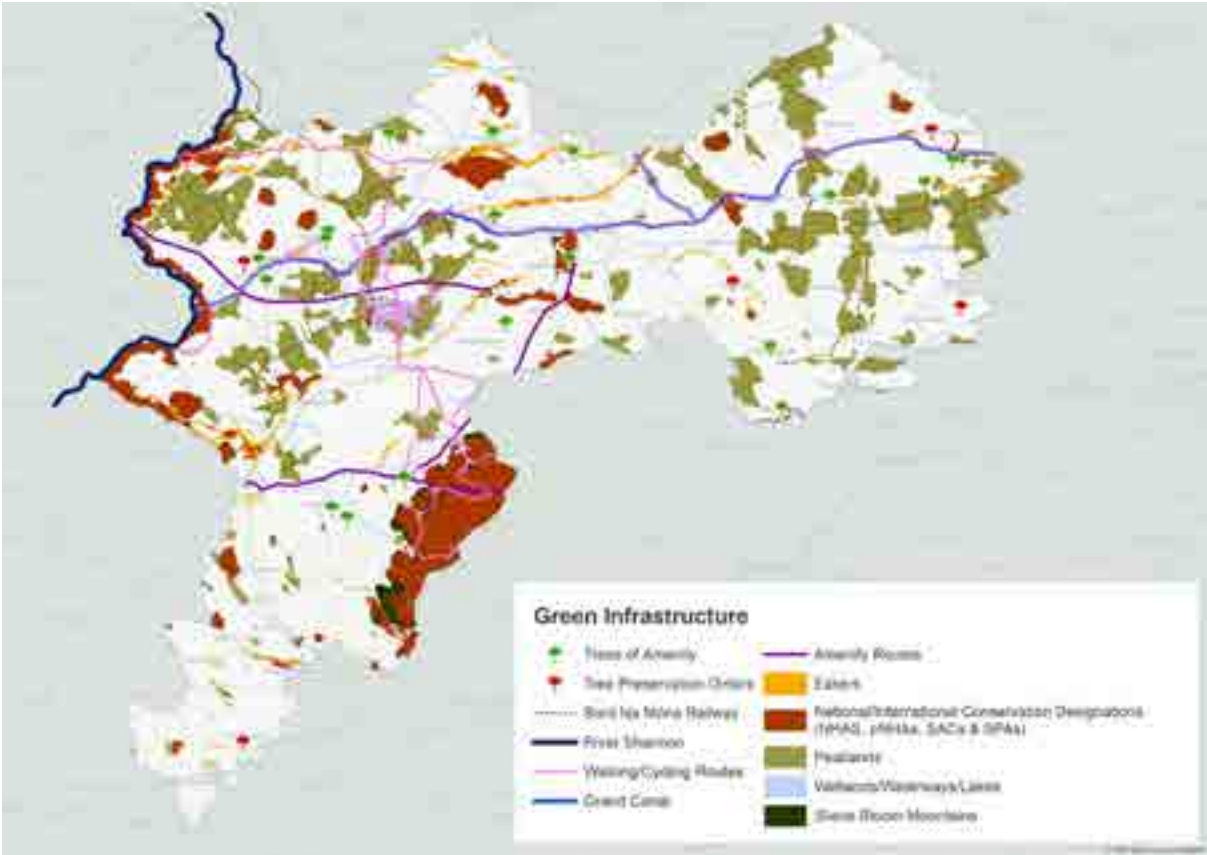 Green Infrastructure
Trees of Amenity
Tree Preservation Orders
Bord Na Mona Railway
River Shannon
Walking/Cycling Routes
Grand Canal
Amenity Routes
Eskers
National/International Conservation Designations
(NHAS, pNHAs, SACs & SPAs)
Peatlands
Wetlands/Waterways/Lakes
Slieve Bloom Mountains